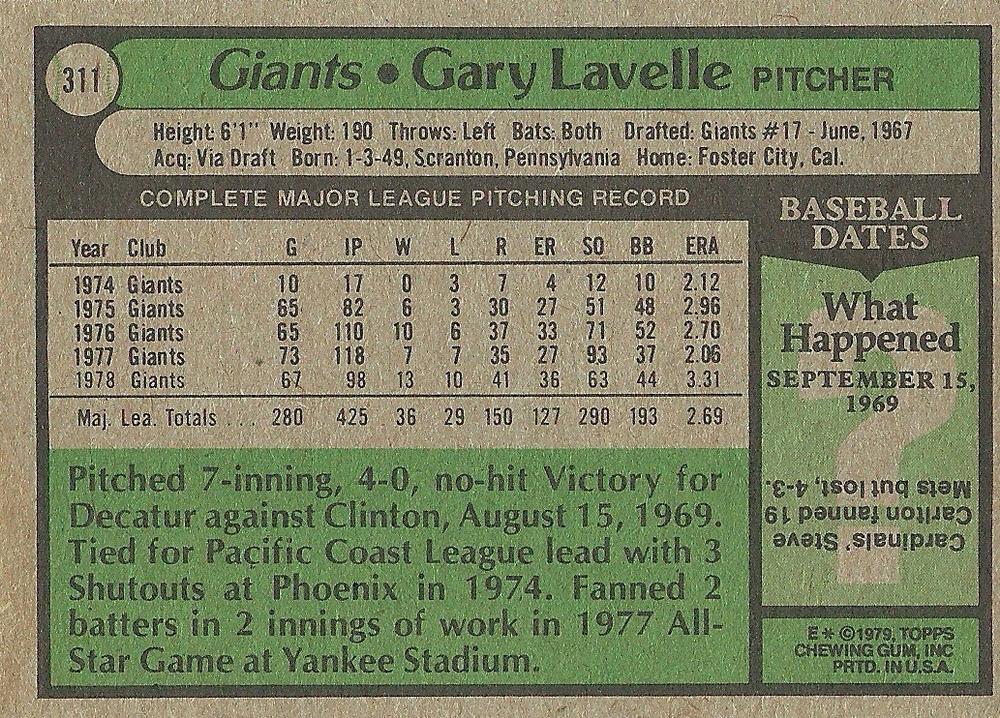 311
Giants • Gary Lavelle PITCHER
Height: 6'1" Weight: 190 Throws: Left Bats: Both Drafted: Giants #17 - June, 1967
Acq: Via Draft Born: 1-3-49, Scranton, Pennsylvania Home: Foster City, Cal.
COMPLETE MAJOR LEAGUE PITCHING RECORD
Year Club G IP W L R ER SO BB ERA
1974 Giants 10 17 0 3 7 4 12 10 2.12
1975 Giants 65 82 6 3 30 27 51 48 2.96
1976 Giants 65 110 10 6 37 33 71 52 2.70
1977 Giants 73 118 7 7 35 27 93 37 2.06
1978 Giants 67 98 13 10 41 36 63 44 3.31
Maj. Lea. Totals ... 280 425 36 29 150 127 290 193 2.69
Pitched 7-inning, 4-0, no-hit Victory for
Decatur against Clinton, August 15, 1969.
Tied for Pacific Coast League lead with 3
Shutouts at Phoenix in 1974. Fanned 2
batters in 2 innings of work in 1977 All-
Star Game at Yankee Stadium.
BASEBALL
DATES
What
Happened
SEPTEMBER 15,
1969
?
Cardinals' Steve
Carlton fanned 19
Mets but lost, 4-3.
E* ©1979, TOPPS
CHEWING GUM, INC
PRTD. IN U.S.A.